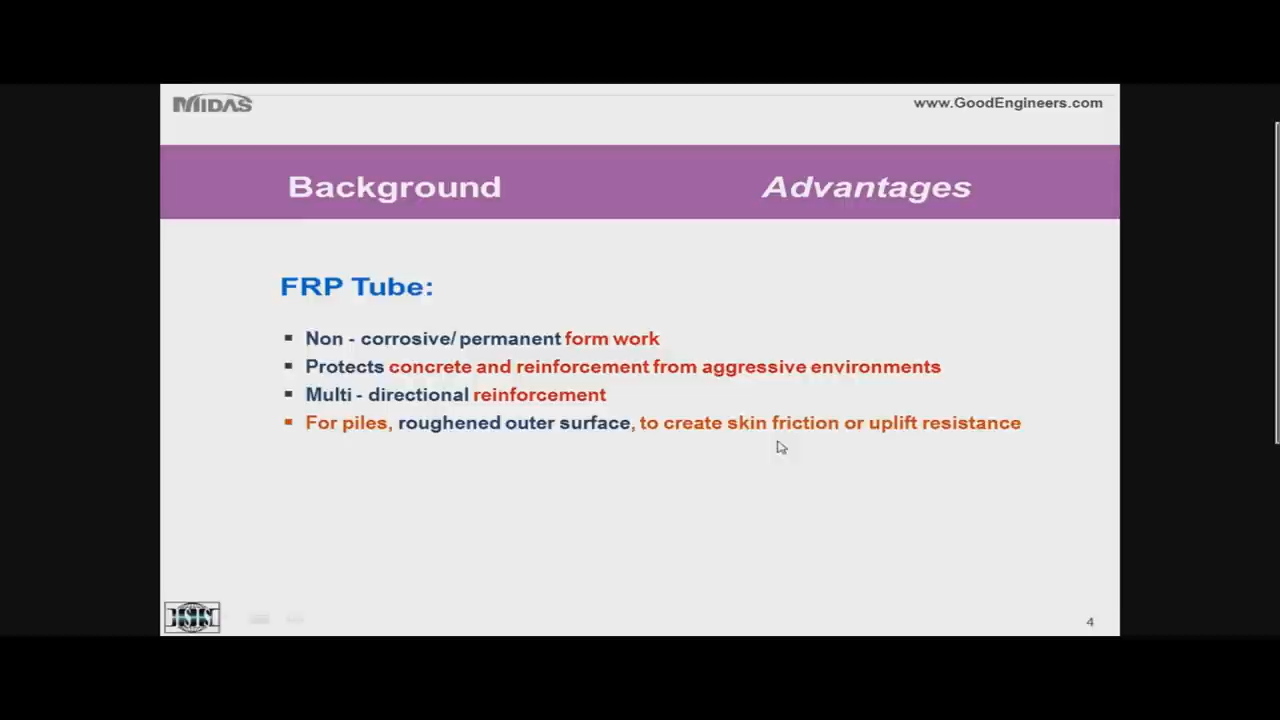 MIDAS
www.GoodEngineers.com
Background Advantages
FRP Tube:
▪ Non - corrosive/ permanent form work
▪ Protects concrete and reinforcement from aggressive environments
▪ Multi - directional reinforcement
▪ For piles, roughened outer surface, to create skin friction or uplift resistance
ISIS
4